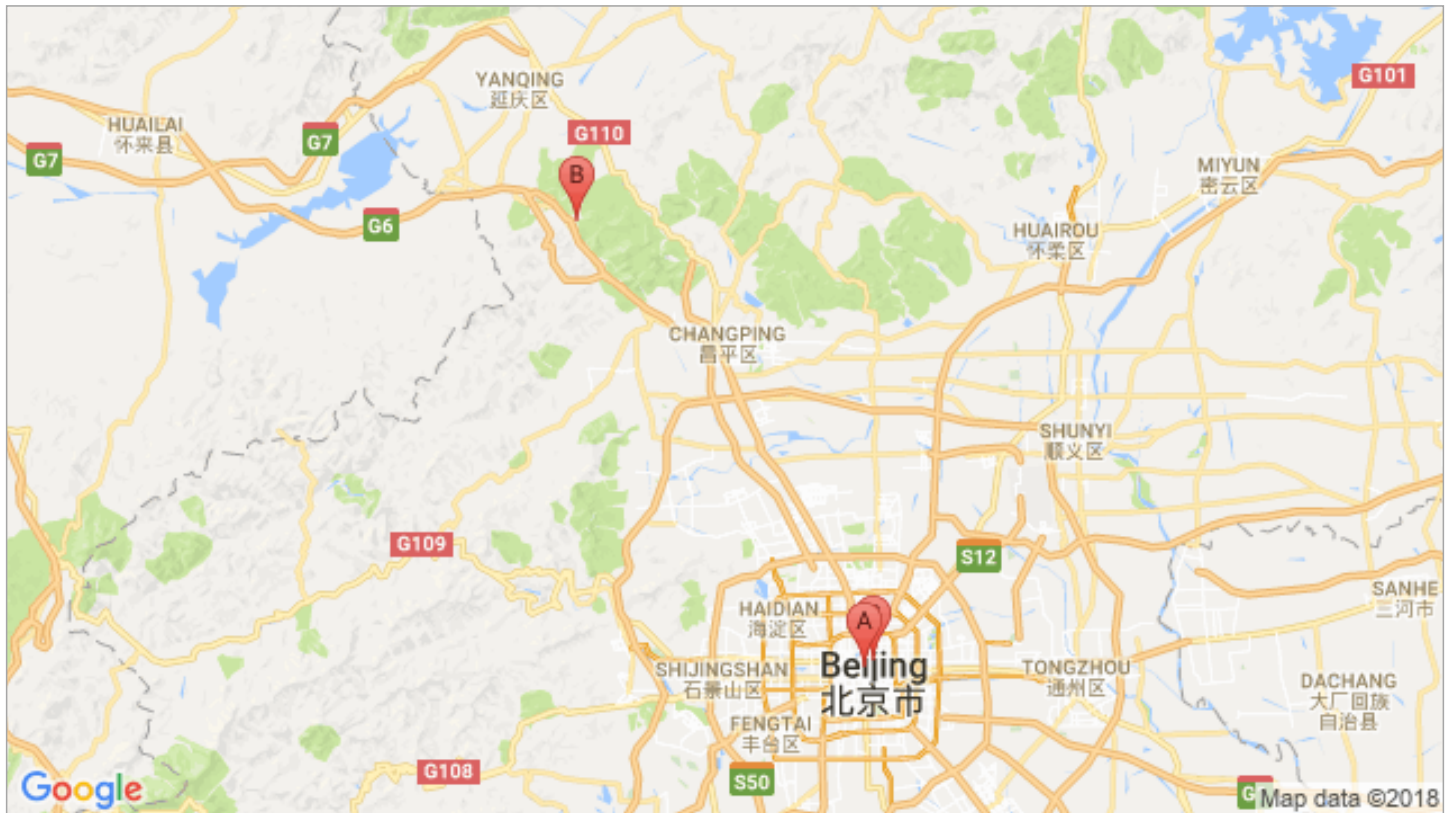 G101
YANQING
延庆区
HUAILAI
怀来县
G7
G110
G7
MIYUN
密云区
B
G6
HUAIROU
怀柔区
CHANGPING
昌平区
SHUNYI
顺义区
G109
S12
SANHE
三河市
HAIDIAN
海淀区
A
Beijing
北京市
SHIJINGSHAN
石景山区
TONGZHOU
通州区
DACHANG
大厂回族
自治县
FENGTAI
丰台区
G108
S50
Google
Map data ©2018